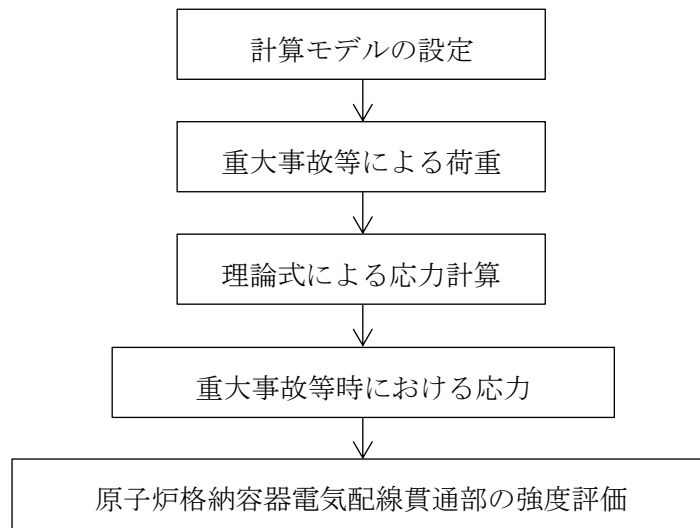 計算モデルの設定
重大事故等による荷重
理論式による応力計算
重大事故等時における応力
原子炉格納容器電気配線貫通部の強度評価